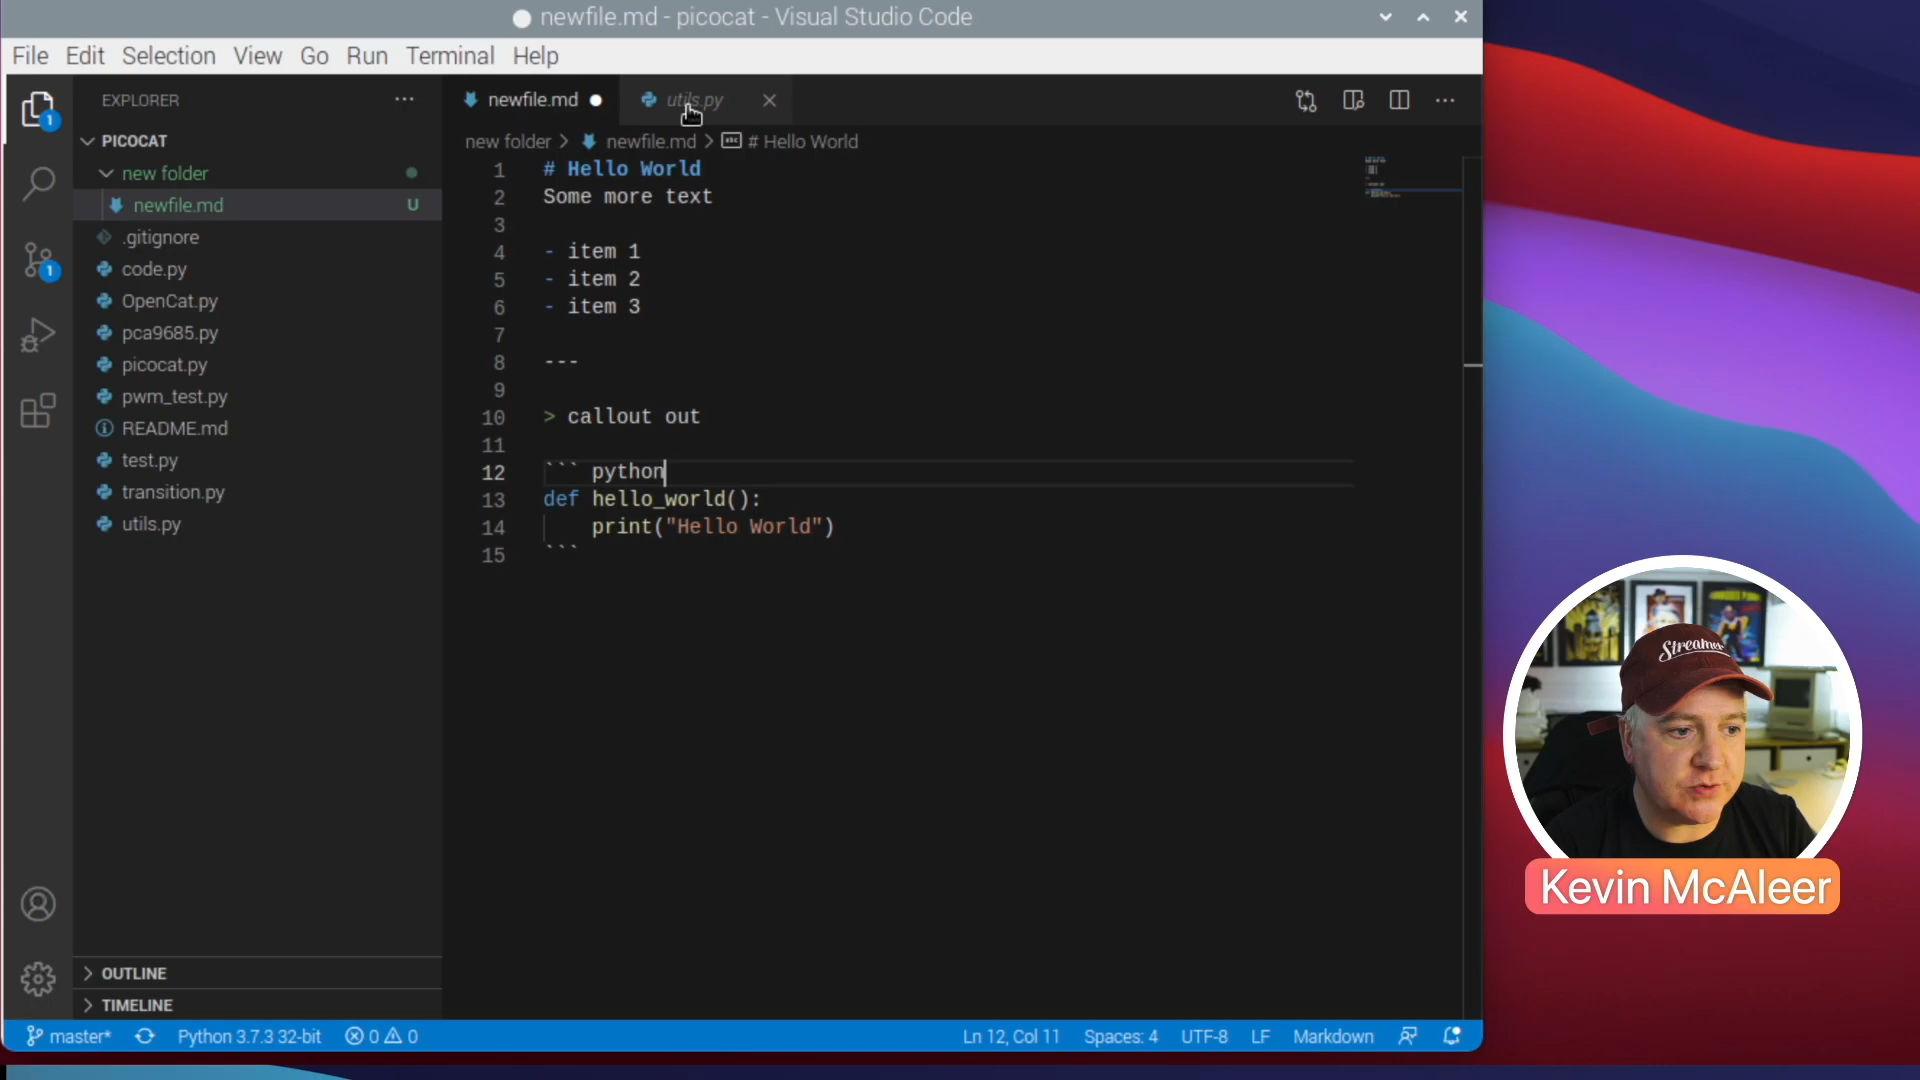 newfile.md - picocat - Visual Studio Code
File Edit Selection View Go Run Terminal Help
EXPLORER
newfile.md
utils.py
PICOCAT
new folder > newfile.md > # Hello World
new folder
newfile.md U
.gitignore
code.py
OpenCat.py
pca9685.py
picocat.py
pwm_test.py
README.md
test.py
transition.py
utils.py
1
1
1 # Hello World
2 Some more text
3
4 - item 1
5 - item 2
6 - item 3
7
8 ---
9
10 > callout out
11
12 ``` python
13 def hello_world():
14     print("Hello World")
15 ```
OUTLINE
TIMELINE
master* Python 3.7.3 32-bit 0 0 Ln 12, Col 11 Spaces: 4 UTF-8 LF Markdown
Kevin McAleer